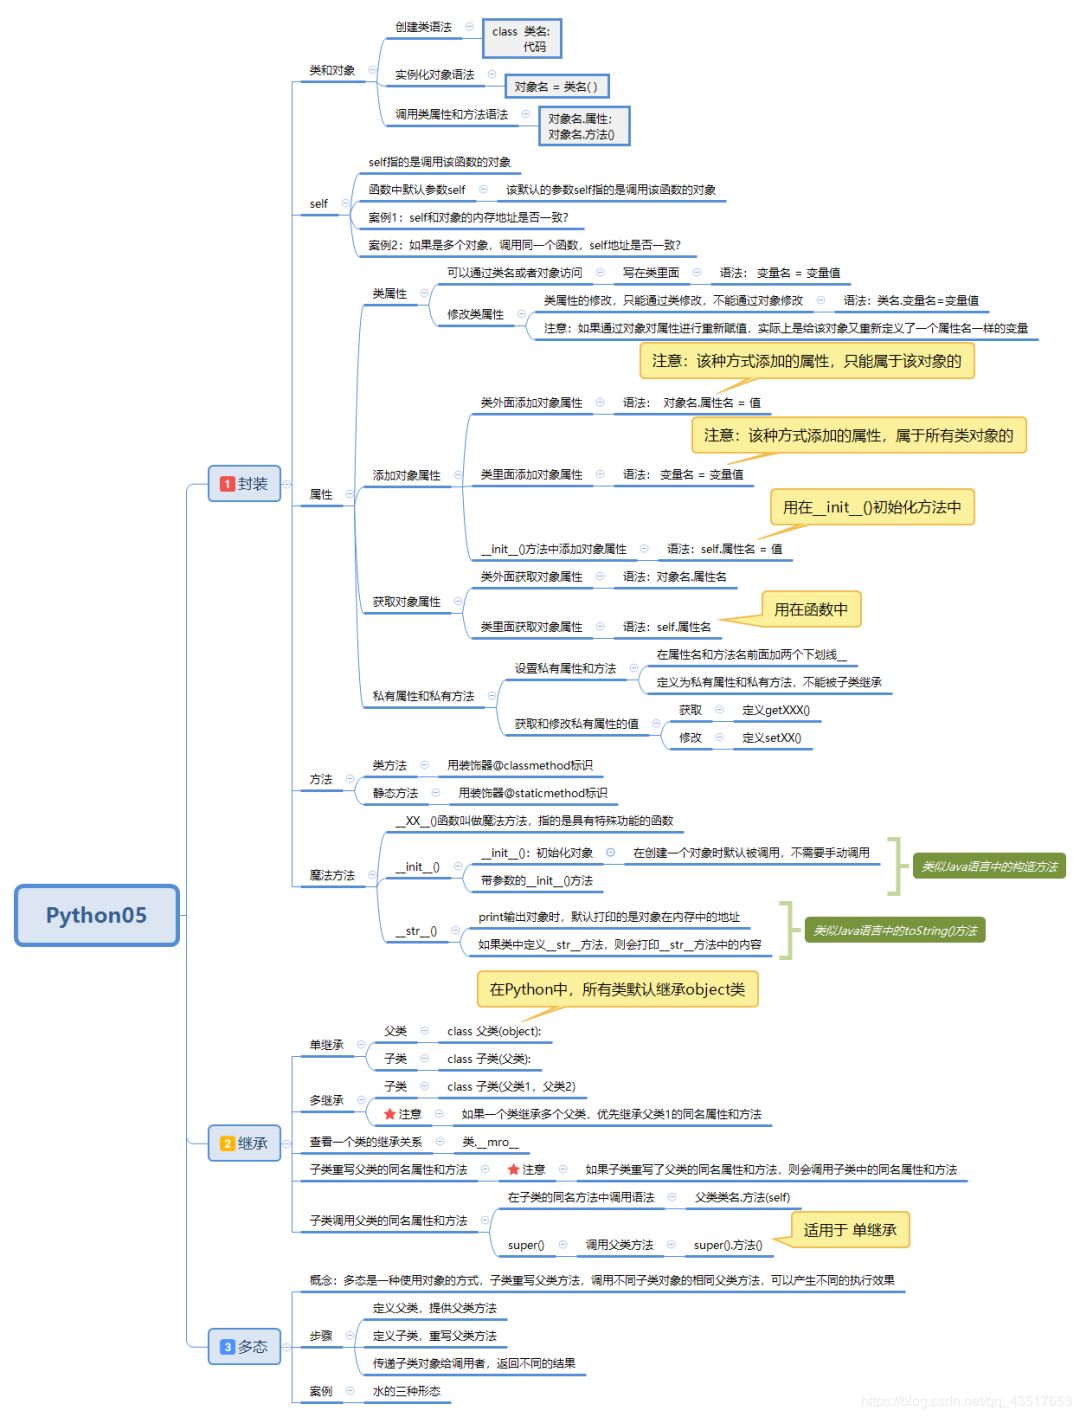 Python05
1 封装
类和对象
创建类语法
class 类名:
代码
实例化对象语法
对象名 = 类名( )
调用类属性和方法语法
对象名.属性；
对象名.方法()
self
self指的是调用该函数的对象
函数中默认参数self
该默认的参数self指的是调用该函数的对象
案例1：self和对象的内存地址是否一致？
案例2：如果是多个对象，调用同一个函数，self地址是否一致？
属性
类属性
可以通过类名或者对象访问
写在类里面
语法： 变量名 = 变量值
修改类属性
类属性的修改，只能通过类修改，不能通过对象修改
语法：类名.变量名=变量值
注意：如果通过对象对属性进行重新赋值，实际上是给该对象又重新定义了一个属性名一样的变量
添加对象属性
注意：该种方式添加的属性，只能属于该对象的
类外面添加对象属性
语法： 对象名.属性名 = 值
注意：该种方式添加的属性，属于所有类对象的
类里面添加对象属性
语法： 变量名 = 变量值
用在__init__()初始化方法中
__init__()方法中添加对象属性
语法：self.属性名 = 值
获取对象属性
类外面获取对象属性
语法：对象名.属性名
类里面获取对象属性
语法：self.属性名
用在函数中
私有属性和私有方法
设置私有属性和方法
在属性名和方法名前面加两个下划线__
定义为私有属性和私有方法，不能被子类继承
获取和修改私有属性的值
获取
定义getXXX()
修改
定义setXX()
方法
类方法
用装饰器@classmethod标识
静态方法
用装饰器@staticmethod标识
魔法方法
__XX__()函数叫做魔法方法，指的是具有特殊功能的函数
__init__()
__init__()：初始化对象
在创建一个对象时默认被调用，不需要手动调用
带参数的__init__()方法
类似Java语言中的构造方法
__str__()
print输出对象时，默认打印的是对象在内存中的地址
如果类中定义__str__方法，则会打印__str__方法中的内容
类似Java语言中的toString()方法
2 继承
在Python中，所有类默认继承object类
单继承
父类
class 父类(object):
子类
class 子类(父类):
多继承
子类
class 子类(父类1，父类2)
注意
如果一个类继承多个父类，优先继承父类1的同名属性和方法
查看一个类的继承关系
类.__mro__
子类重写父类的同名属性和方法
注意
如果子类重写了父类的同名属性和方法，则会调用子类中的同名属性和方法
子类调用父类的同名属性和方法
在子类的同名方法中调用语法
父类类名.方法(self)
super()
调用父类方法
super().方法()
适用于 单继承
3 多态
概念：多态是一种使用对象的方式，子类重写父类方法，调用不同子类对象的相同父类方法，可以产生不同的执行效果
步骤
定义父类，提供父类方法
定义子类，重写父类方法
传递子类对象给调用者，返回不同的结果
案例
水的三种形态
https://blog.csdn.net/qq_43517653